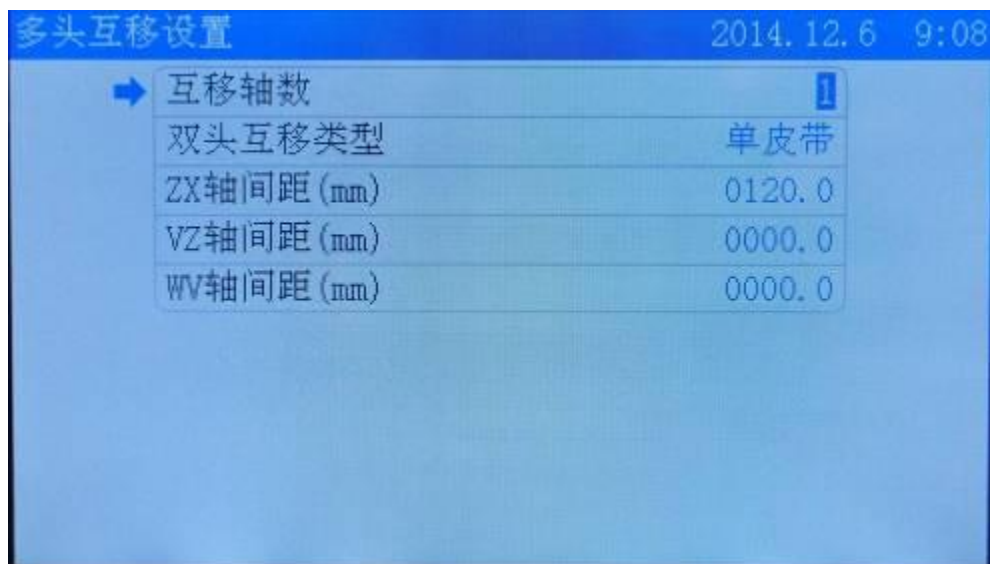 多头互移设置 2014.12.6 9:08
互移轴数 1
双头互移类型 单皮带
ZX轴间距(mm) 0120.0
VZ轴间距(mm) 0000.0
WV轴间距(mm) 0000.0